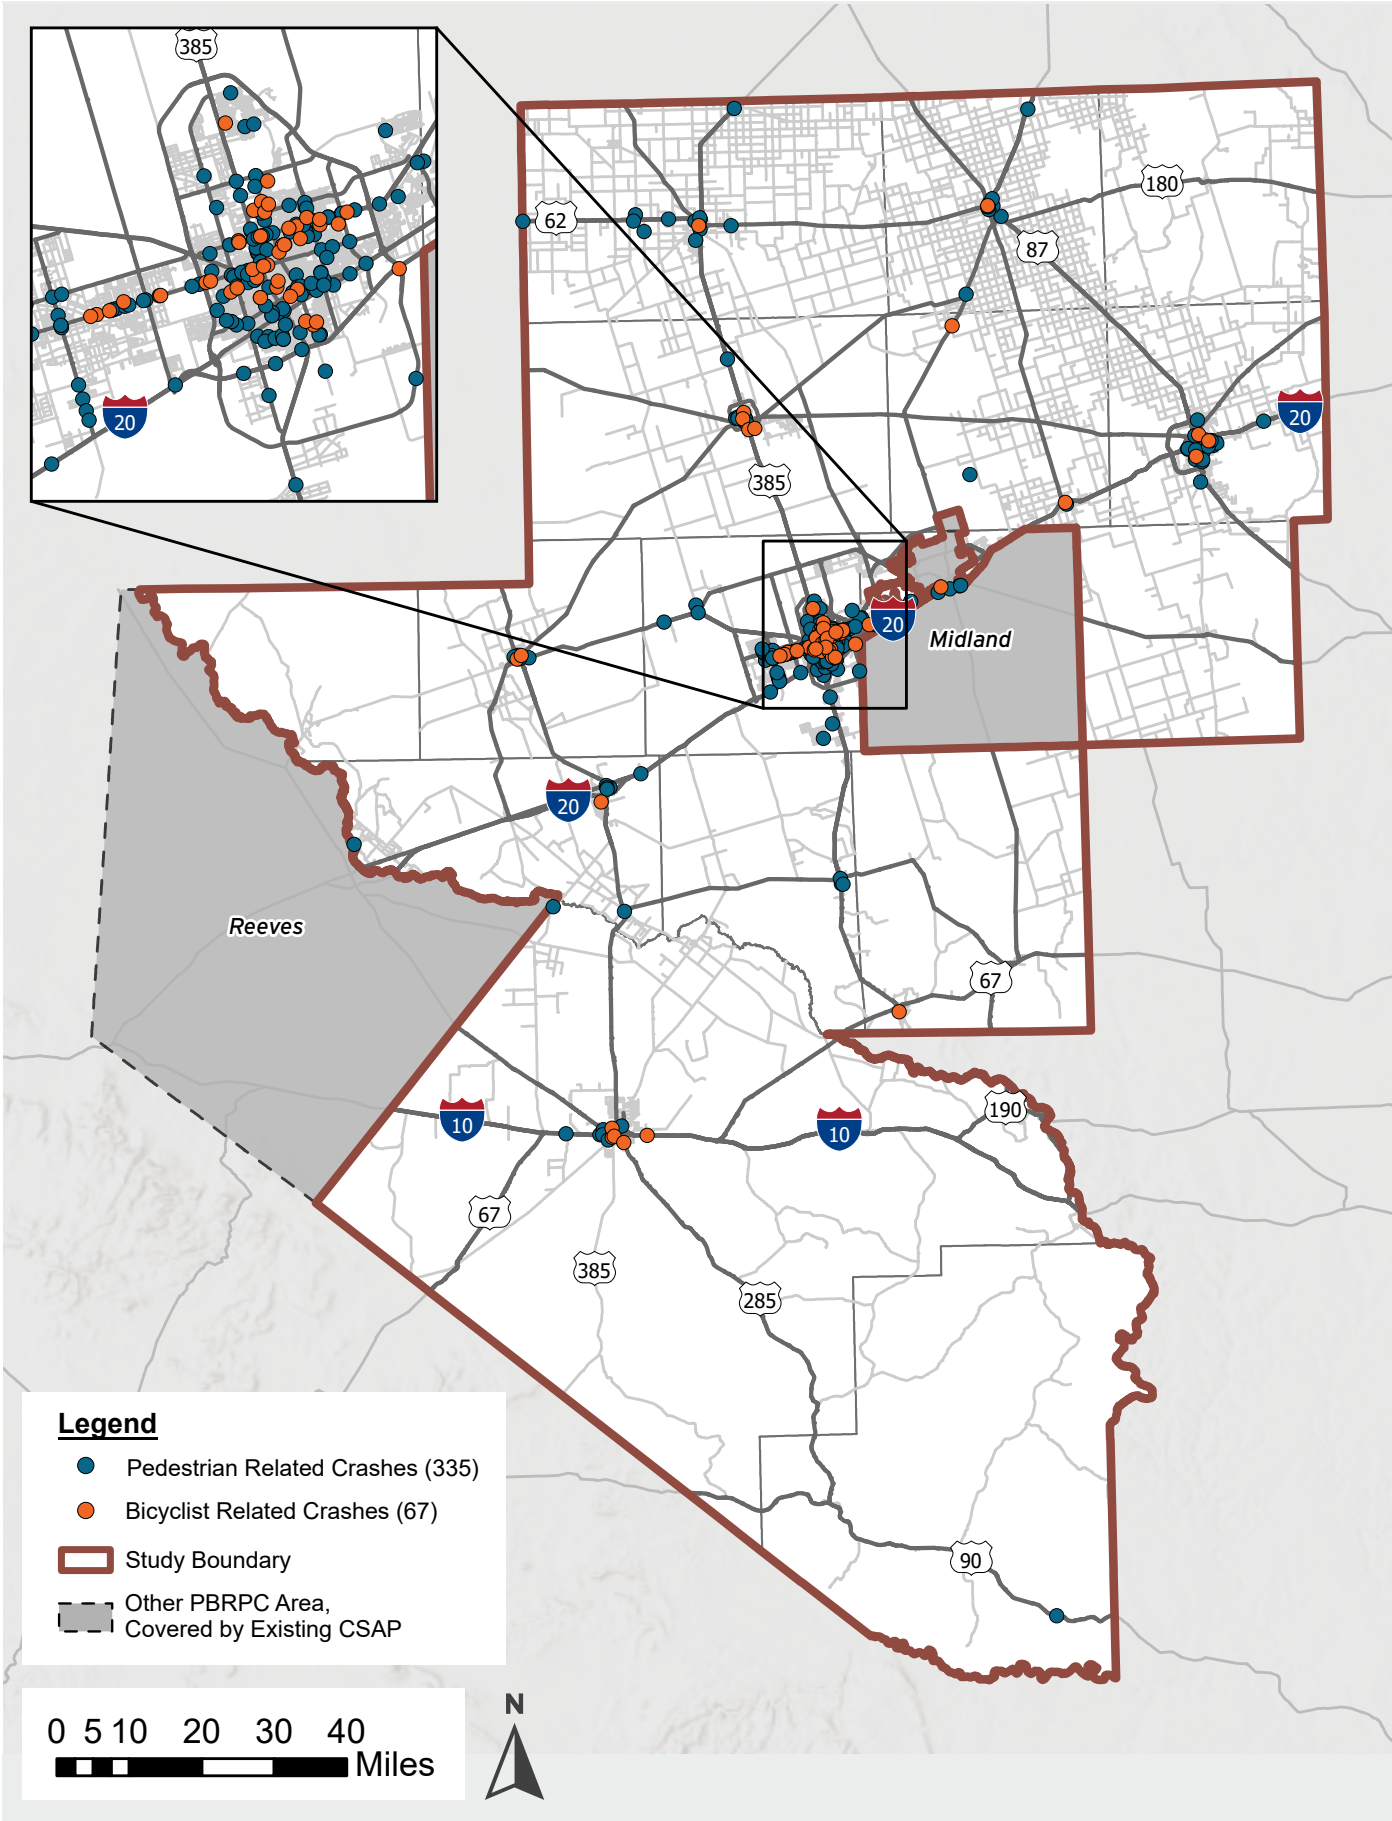 385
20
62
180
87
20
385
20
Midland
20
Reeves
67
10
10
190
67
385
285
90
Legend
Pedestrian Related Crashes (335)
Bicyclist Related Crashes (67)
Study Boundary
Other PBRPC Area,
Covered by Existing CSAP
0 5 10 20 30 40
Miles
N